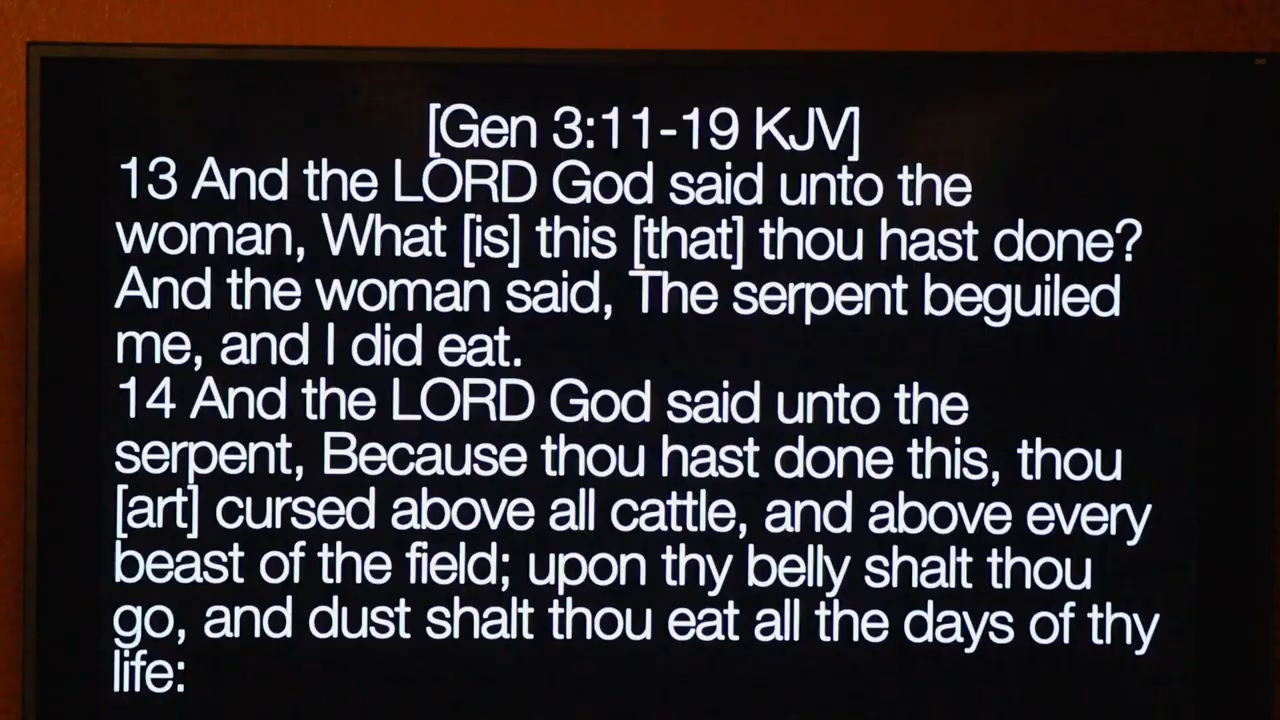 [Gen 3:11-19 KJV]
13 And the LORD God said unto the
woman, What [is] this [that] thou hast done?
And the woman said, The serpent beguiled
me, and I did eat.
14 And the LORD God said unto the
serpent, Because thou hast done this, thou
[art] cursed above all cattle, and above every
beast of the field; upon thy belly shalt thou
go, and dust shalt thou eat all the days of thy
life: